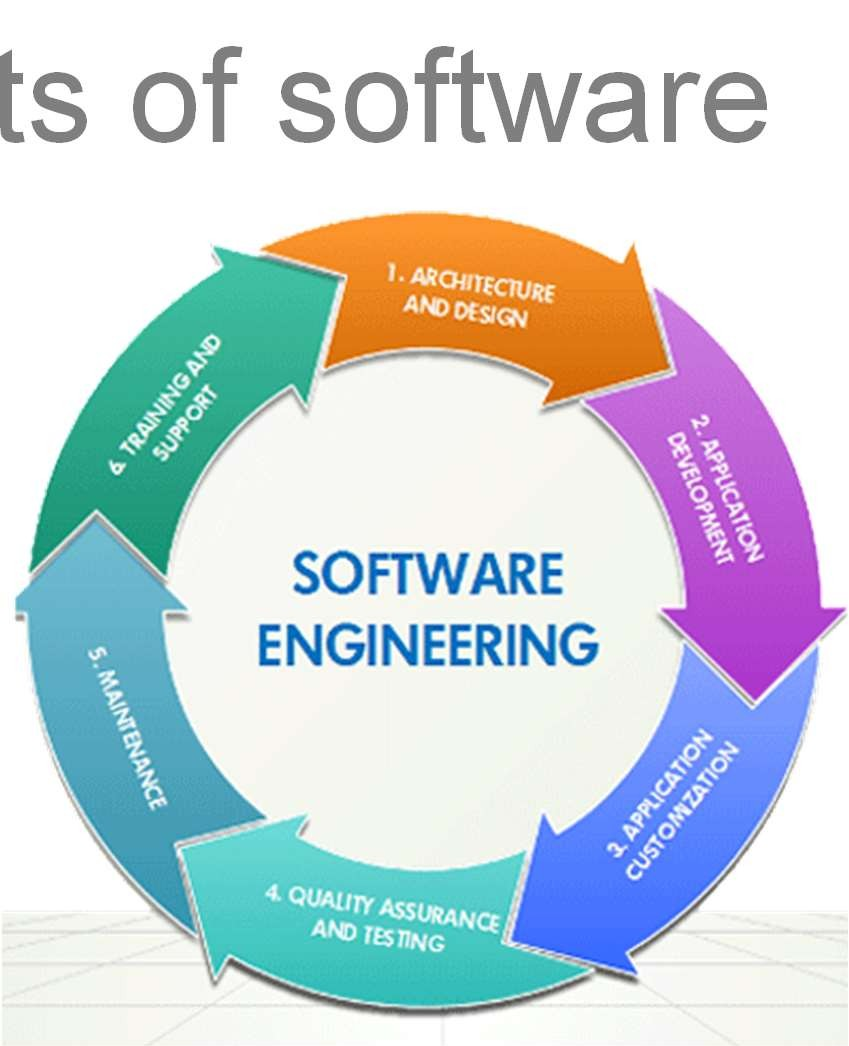 ts of software
1. ARCHITECTURE
AND DESIGN
2. APPLICATION
DEVELOPMENT
3. APPLICATION
CUSTOMIZATION
4. QUALITY ASSURANCE
AND TESTING
5. MAINTENANCE
6. TRAINING AND
SUPPORT
SOFTWARE
ENGINEERING